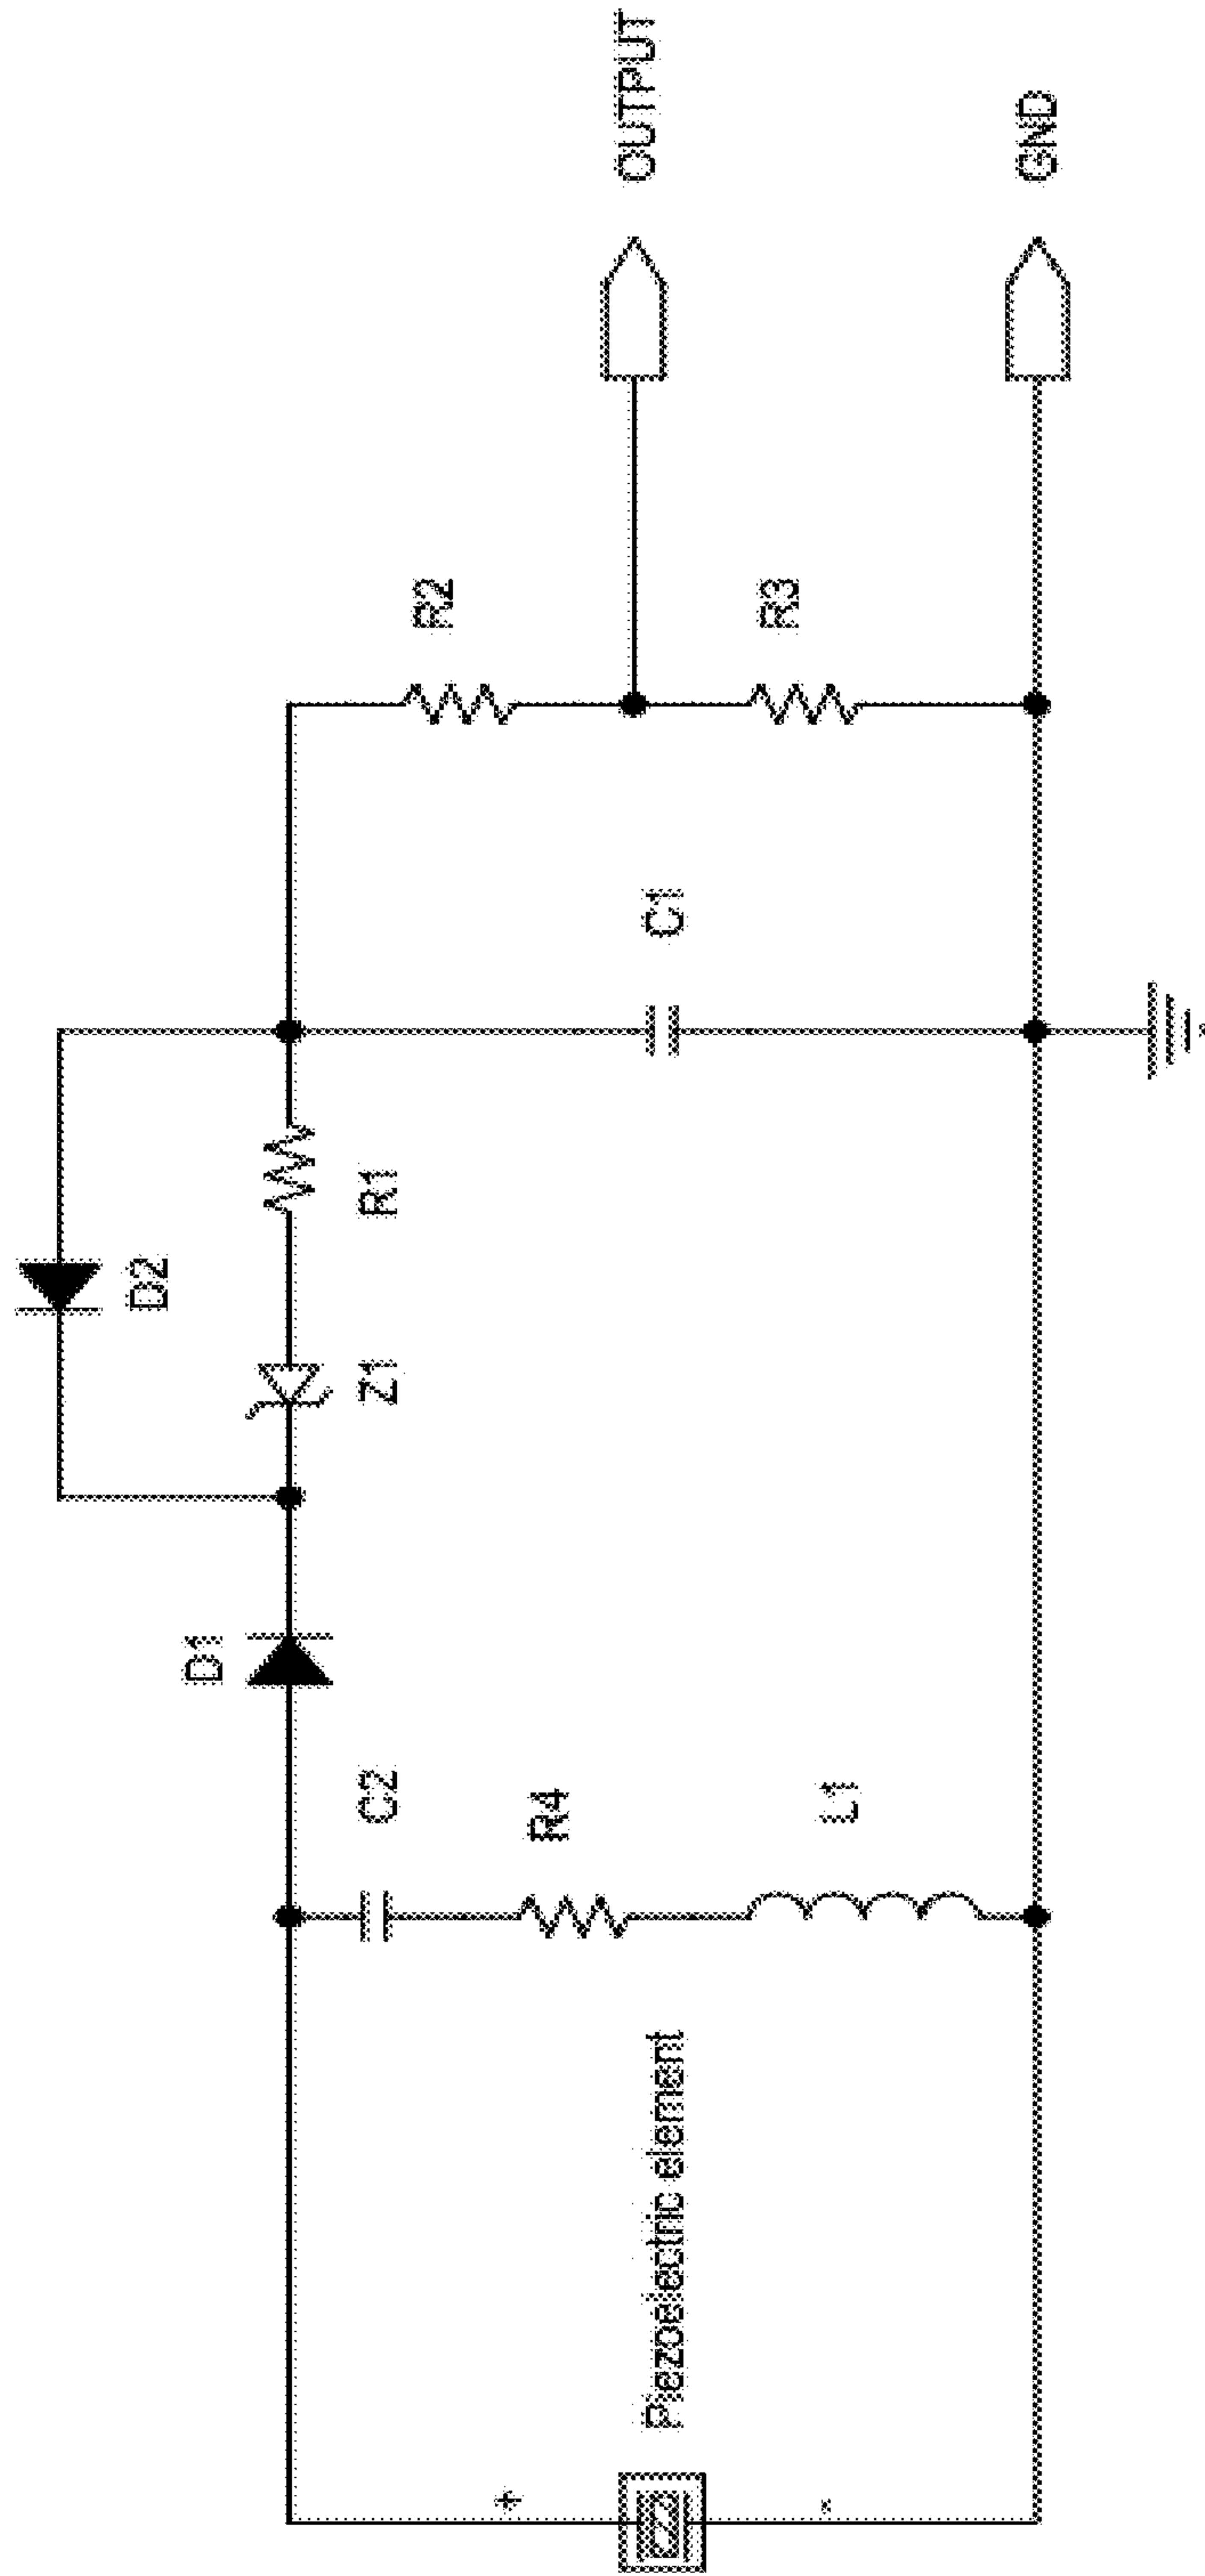 D2
D1
Z1
R1
R2
OUTPUT
C2
R4
L1
C1
R3
GND
+
Piezoelectric element
-